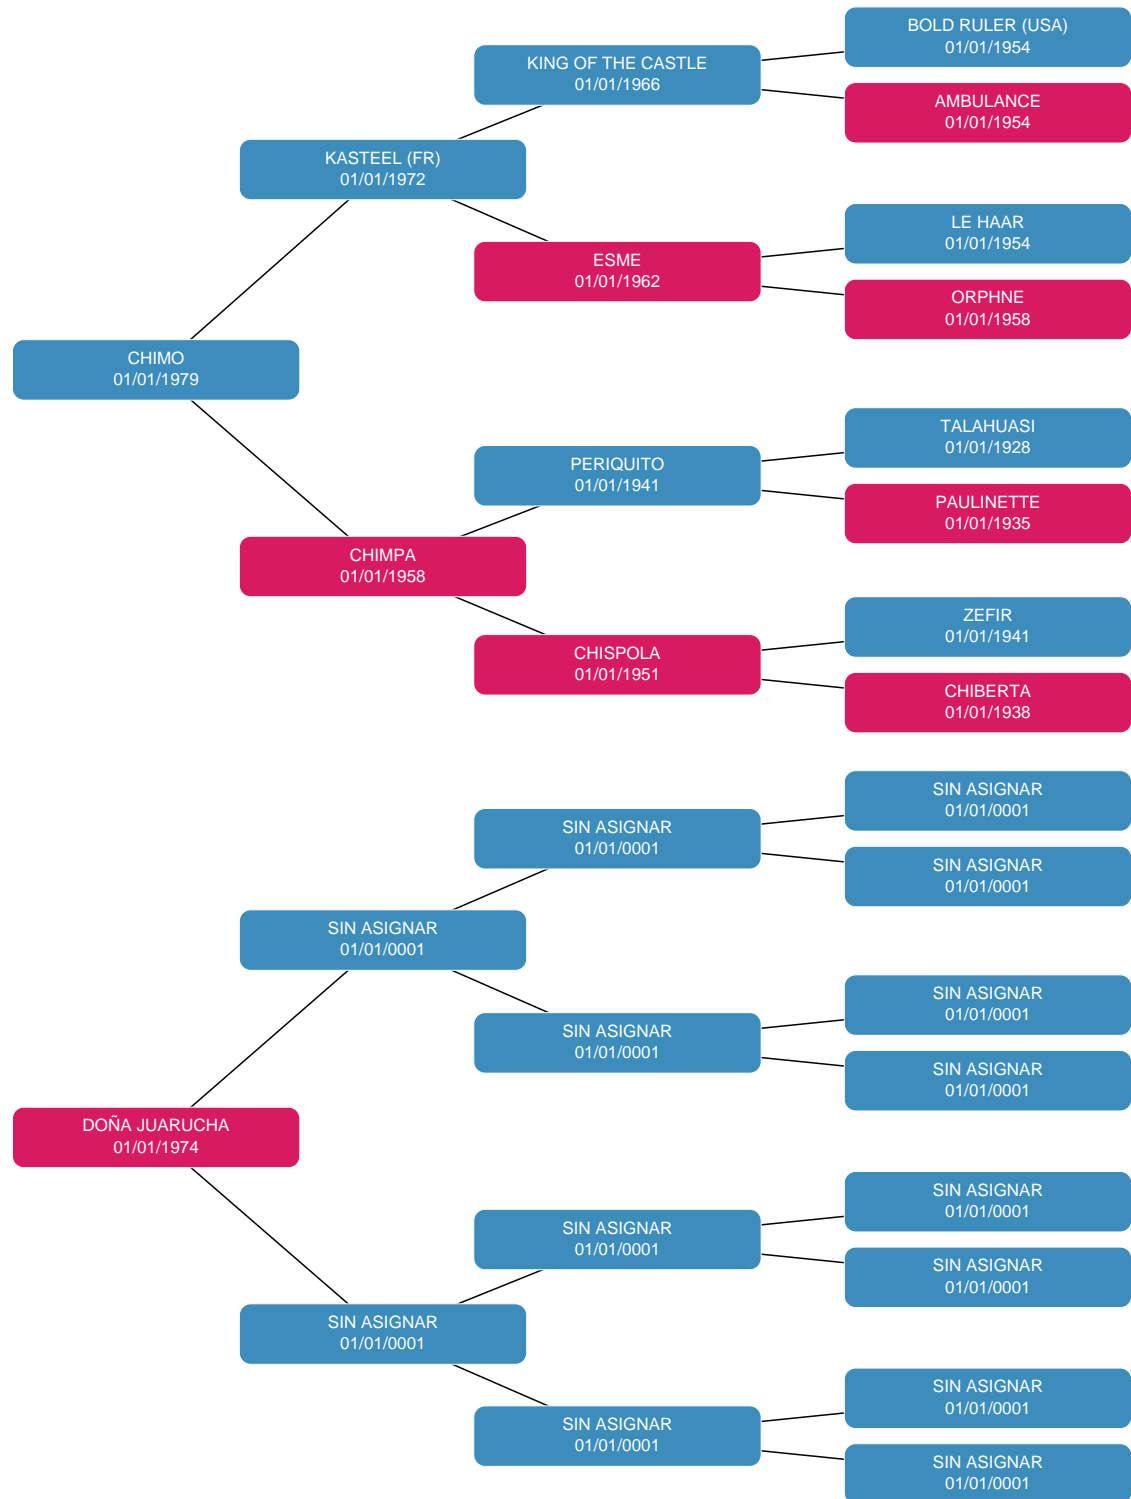 BOLD RULER (USA)
01/01/1954
KING OF THE CASTLE
01/01/1966
AMBULANCE
01/01/1954
KASTEEL (FR)
01/01/1972
LE HAAR
01/01/1954
ESME
01/01/1962
ORPHNE
01/01/1958
CHIMO
01/01/1979
TALAHUASI
01/01/1928
PERIQUITO
01/01/1941
PAULINETTE
01/01/1935
CHIMPA
01/01/1958
ZEFIR
01/01/1941
CHISPOLA
01/01/1951
CHIBERTA
01/01/1938
SIN ASIGNAR
01/01/0001
SIN ASIGNAR
01/01/0001
SIN ASIGNAR
01/01/0001
SIN ASIGNAR
01/01/0001
SIN ASIGNAR
01/01/0001
SIN ASIGNAR
01/01/0001
SIN ASIGNAR
01/01/0001
DOÑA JUARUCHA
01/01/1974
SIN ASIGNAR
01/01/0001
SIN ASIGNAR
01/01/0001
SIN ASIGNAR
01/01/0001
SIN ASIGNAR
01/01/0001
SIN ASIGNAR
01/01/0001
SIN ASIGNAR
01/01/0001
SIN ASIGNAR
01/01/0001